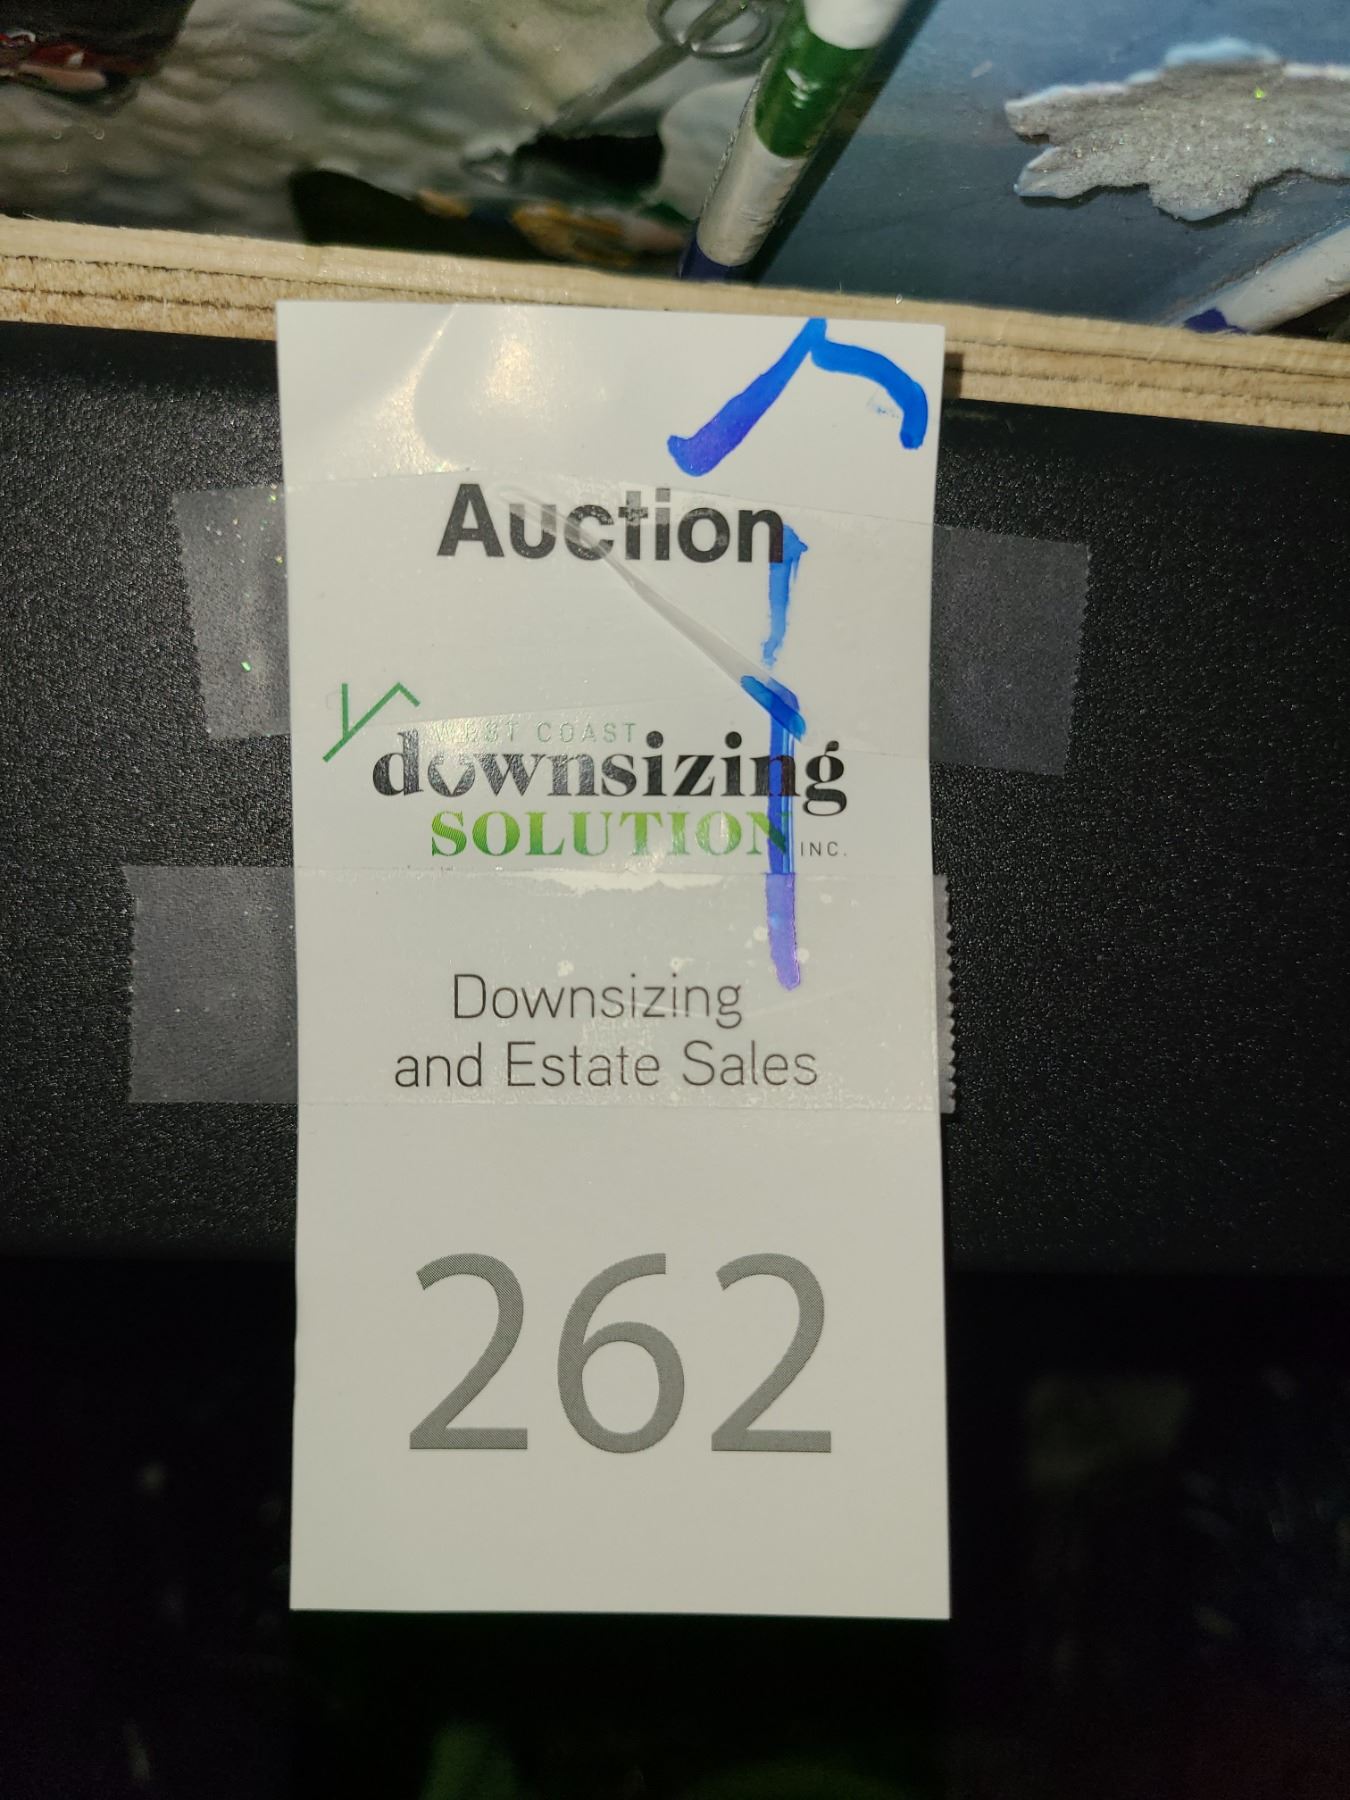 Auction
WEST COAST
downsizing
SOLUTION INC.
Downsizing
and Estate Sales
262